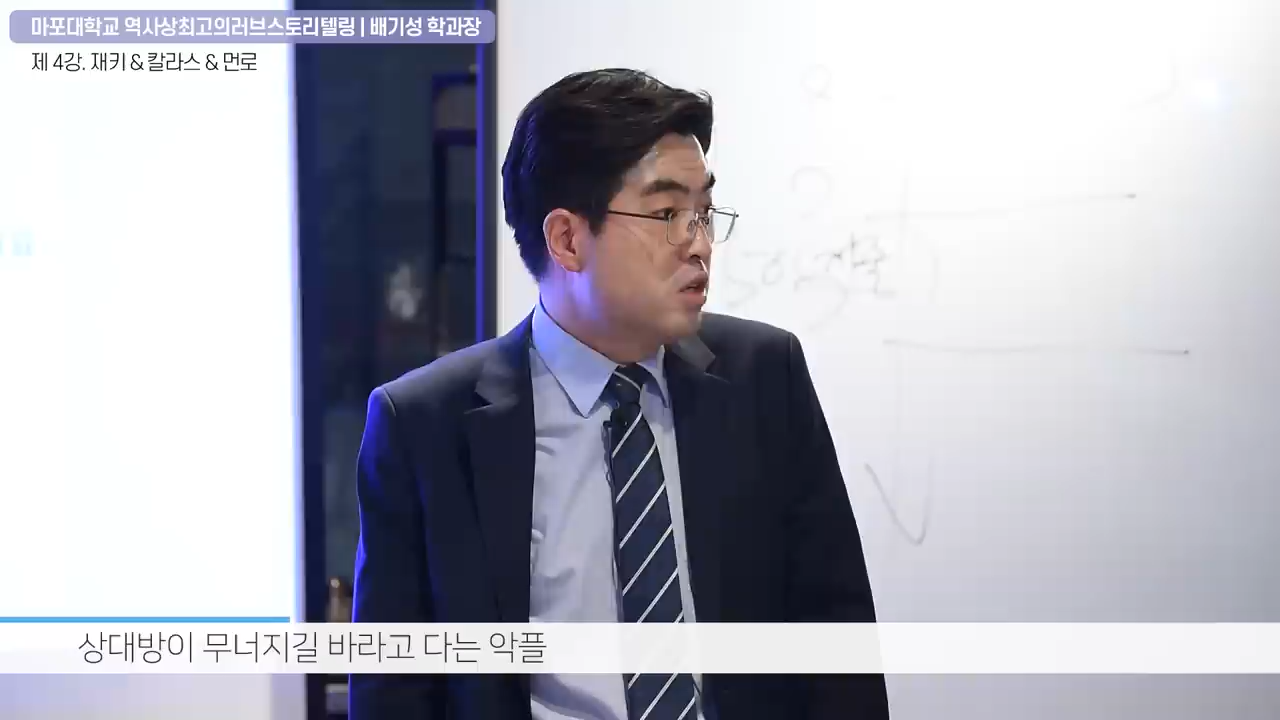 마포대학교 역사상최고의러브스토리텔링 | 배기성 학과장
제 4강. 재키 & 칼라스 & 먼로
상대방이 무너지길 바라고 다는 악플